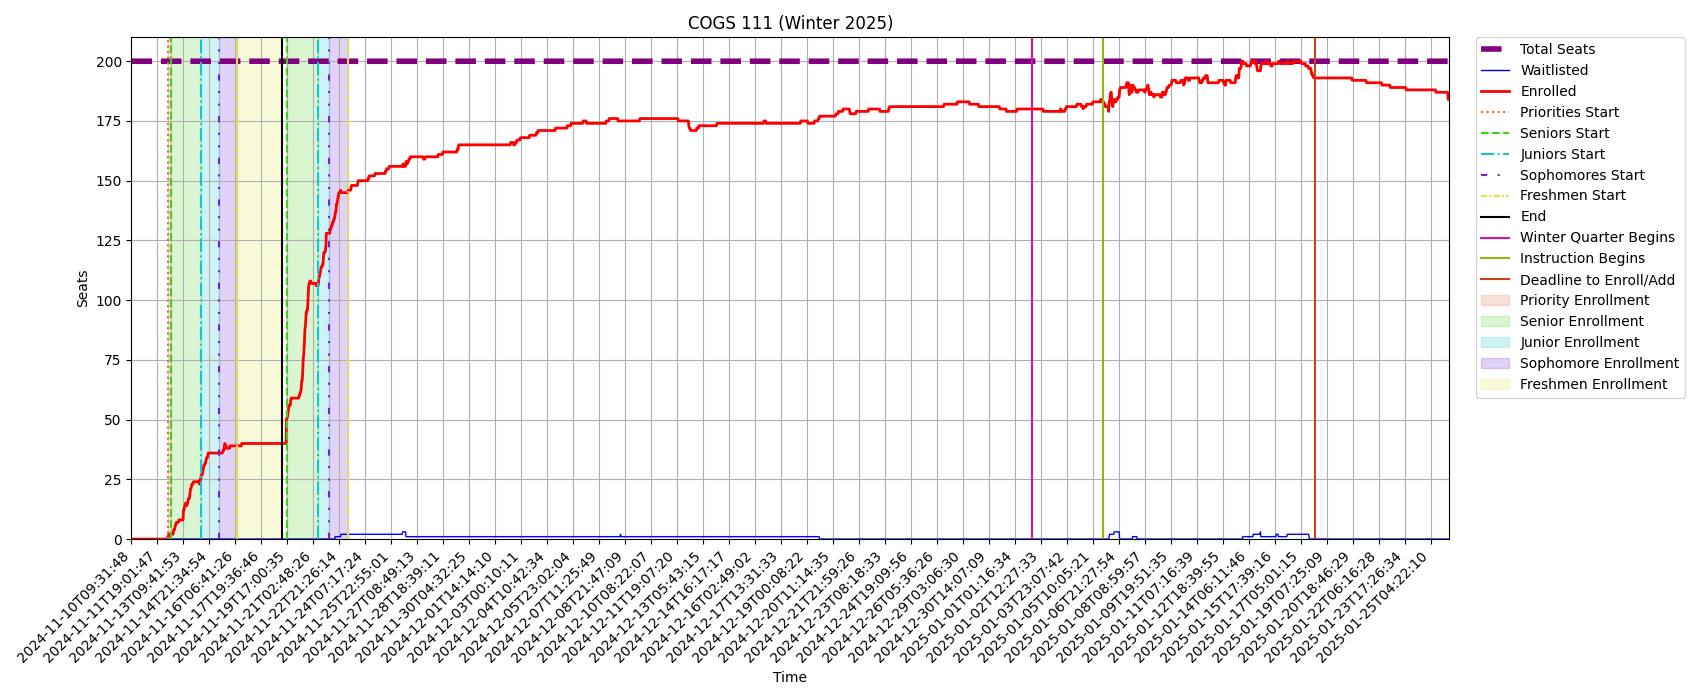 COGS 111 (Winter 2025)
Seats
200
175
150
125
100
75
50
25
0
2024-11-10T09:31:48
2024-11-11T19:01:47
2024-11-13T09:41:53
2024-11-14T21:34:54
2024-11-16T06:41:26
2024-11-17T19:36:46
2024-11-19T17:00:35
2024-11-21T02:48:26
2024-11-22T21:26:14
2024-11-24T07:17:24
2024-11-25T22:55:01
2024-11-27T08:49:13
2024-11-28T18:39:11
2024-11-30T04:32:25
2024-12-01T14:14:10
2024-12-03T00:10:11
2024-12-04T10:42:34
2024-12-05T23:02:04
2024-12-07T11:25:49
2024-12-08T21:47:09
2024-12-10T08:22:07
2024-12-11T19:07:20
2024-12-13T05:43:15
2024-12-14T16:17:17
2024-12-16T02:49:02
2024-12-17T13:31:33
2024-12-19T00:08:22
2024-12-20T11:14:35
2024-12-21T21:59:26
2024-12-23T08:18:33
2024-12-24T19:09:56
2024-12-26T05:36:26
2024-12-29T03:06:30
2024-12-30T14:07:09
2025-01-01T01:16:34
2025-01-02T12:27:33
2025-01-03T23:07:42
2025-01-05T10:05:21
2025-01-06T21:27:54
2025-01-08T08:59:57
2025-01-09T19:51:35
2025-01-11T07:16:39
2025-01-12T18:39:55
2025-01-14T06:11:46
2025-01-15T17:39:16
2025-01-17T05:01:15
2025-01-19T07:25:09
2025-01-20T18:46:29
2025-01-22T06:16:28
2025-01-23T17:26:34
2025-01-25T04:22:10
Time
Total Seats
Waitlisted
Enrolled
Priorities Start
Seniors Start
Juniors Start
Sophomores Start
Freshmen Start
End
Winter Quarter Begins
Instruction Begins
Deadline to Enroll/Add
Priority Enrollment
Senior Enrollment
Junior Enrollment
Sophomore Enrollment
Freshmen Enrollment